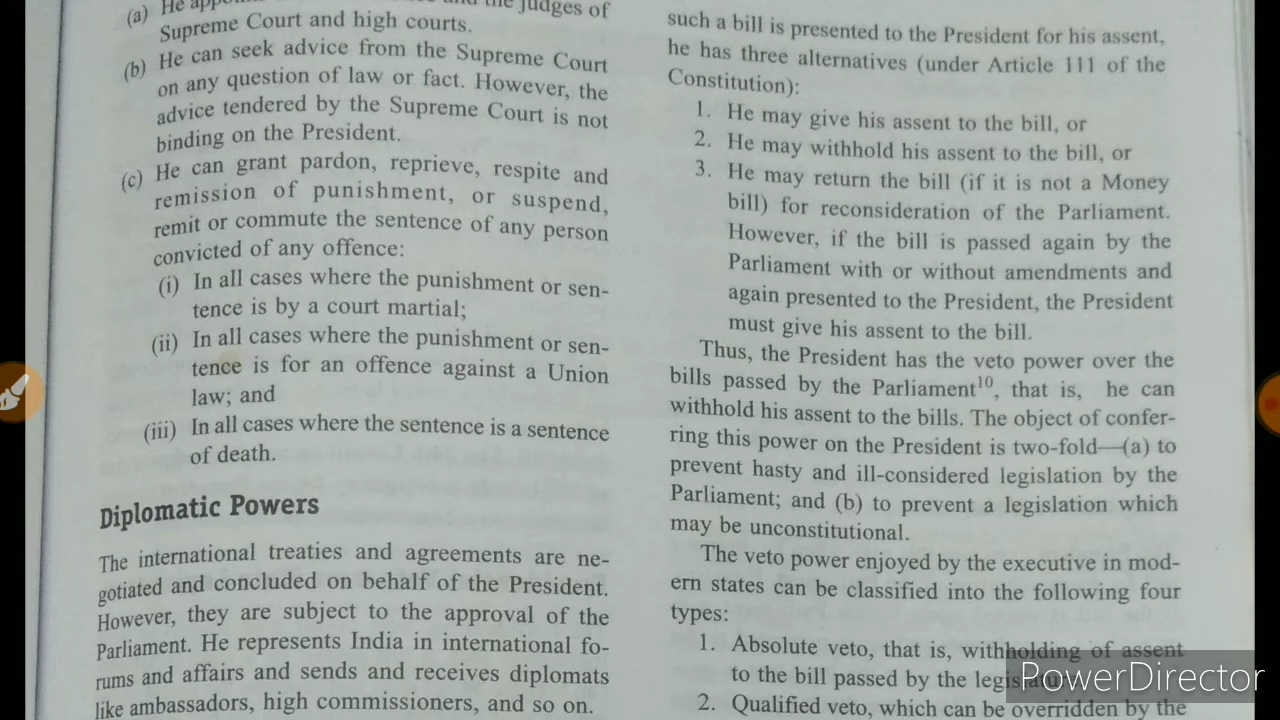 (a) He and the judges of
Supreme Court and high courts.
(b) He can seek advice from the Supreme Court
on any question of law or fact. However, the
advice tendered by the Supreme Court is not
binding on the President.
(c) He can grant pardon, reprieve, respite and
remission of punishment, or suspend,
remit or commute the sentence of any person
convicted of any offence:
(i) In all cases where the punishment or sen-
tence is by a court martial;
(ii) In all cases where the punishment or sen-
tence is for an offence against a Union
law; and
(iii) In all cases where the sentence is a sentence
of death.
Diplomatic Powers
The international treaties and agreements are ne-
gotiated and concluded on behalf of the President.
However, they are subject to the approval of the
Parliament. He represents India in international fo-
rums and affairs and sends and receives diplomats
like ambassadors, high commissioners, and so on.
such a bill is presented to the President for his assent,
he has three alternatives (under Article 111 of the
Constitution):
1. He may give his assent to the bill, or
2. He may withhold his assent to the bill, or
3. He may return the bill (if it is not a Money
bill) for reconsideration of the Parliament.
However, if the bill is passed again by the
Parliament with or without amendments and
again presented to the President, the President
must give his assent to the bill.
Thus, the President has the veto power over the
bills passed by the Parliament10, that is, he can
withhold his assent to the bills. The object of confer-
ring this power on the President is two-fold—(a) to
prevent hasty and ill-considered legislation by the
Parliament; and (b) to prevent a legislation which
may be unconstitutional.
The veto power enjoyed by the executive in mod-
ern states can be classified into the following four
types:
1. Absolute veto, that is, withholding of assent
to the bill passed by the legislature.
2. Qualified veto, which can be overridden by the
PowerDirector